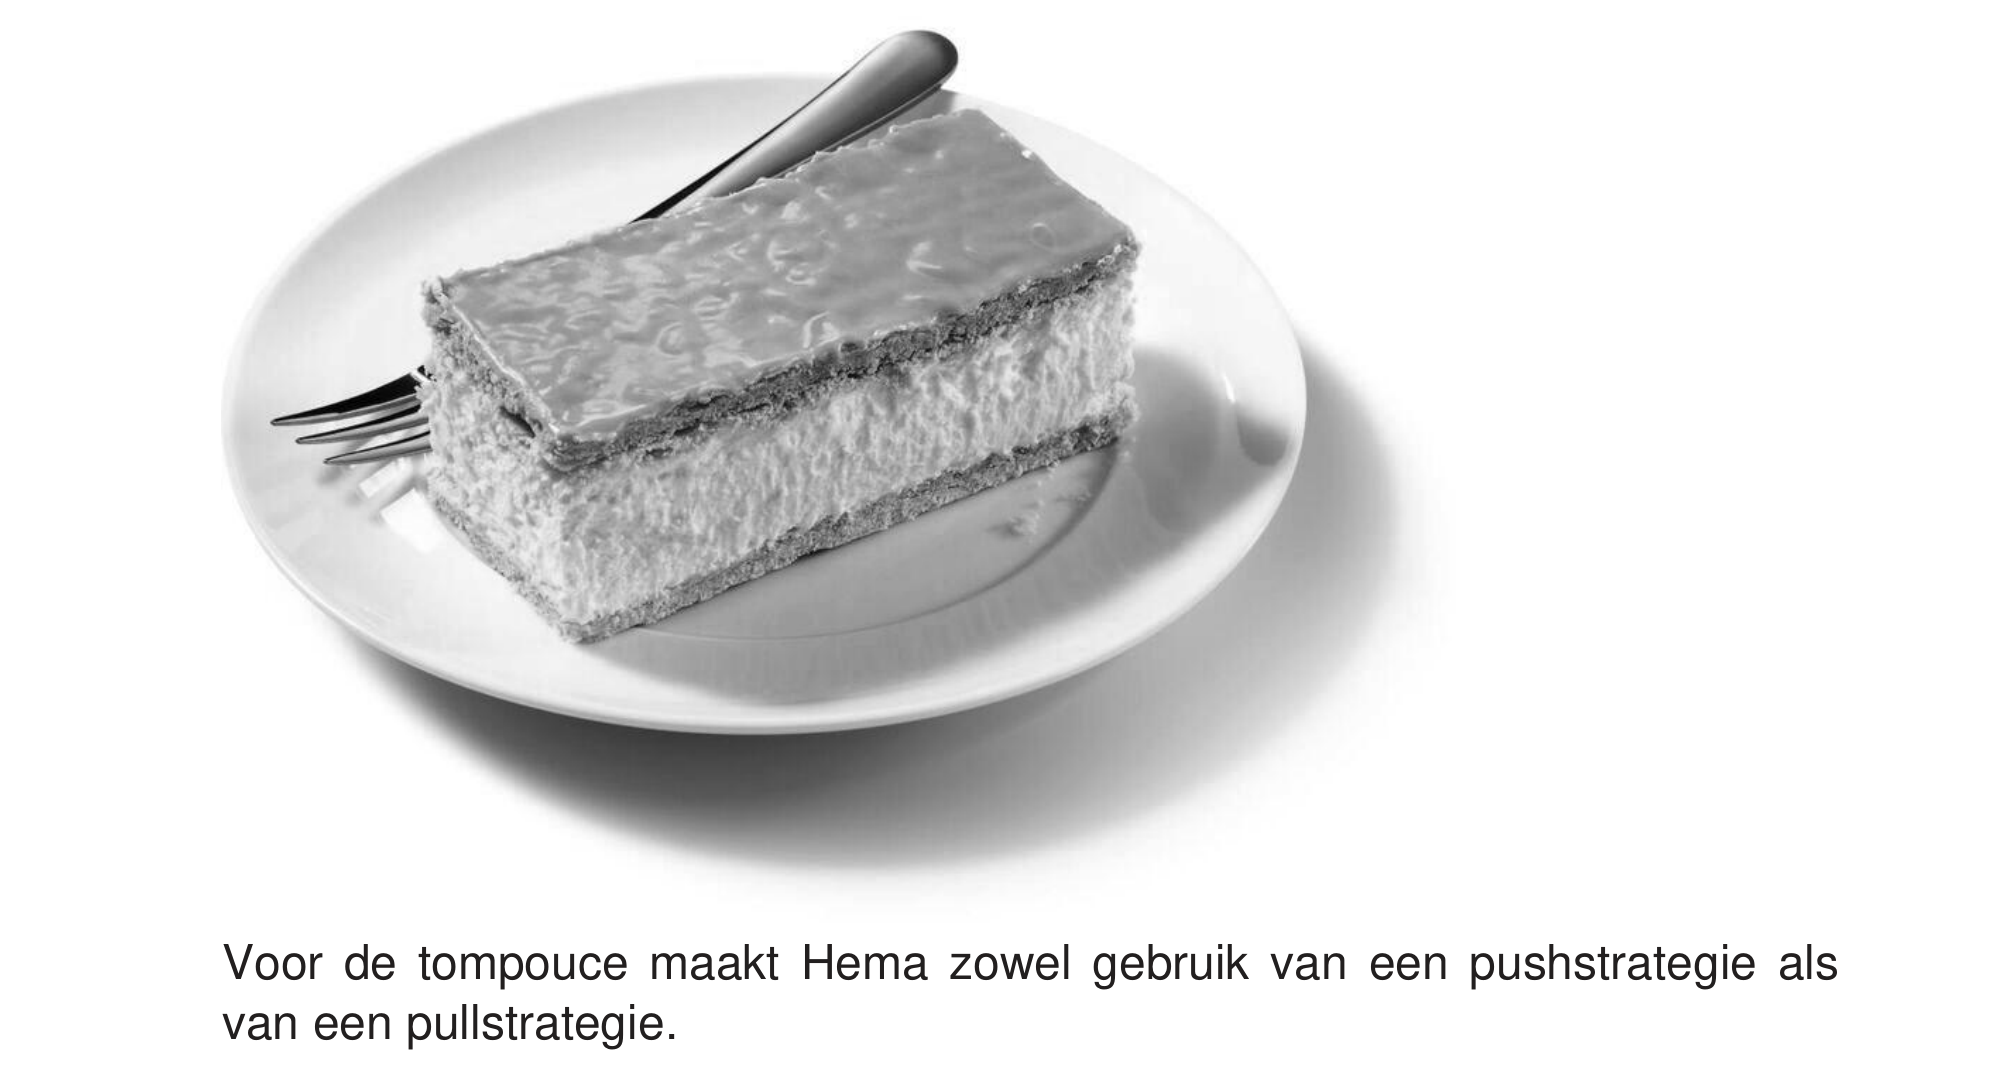 Voor de tompouce maakt Hema zowel gebruik van een pushstrategie als
van een pullstrategie.